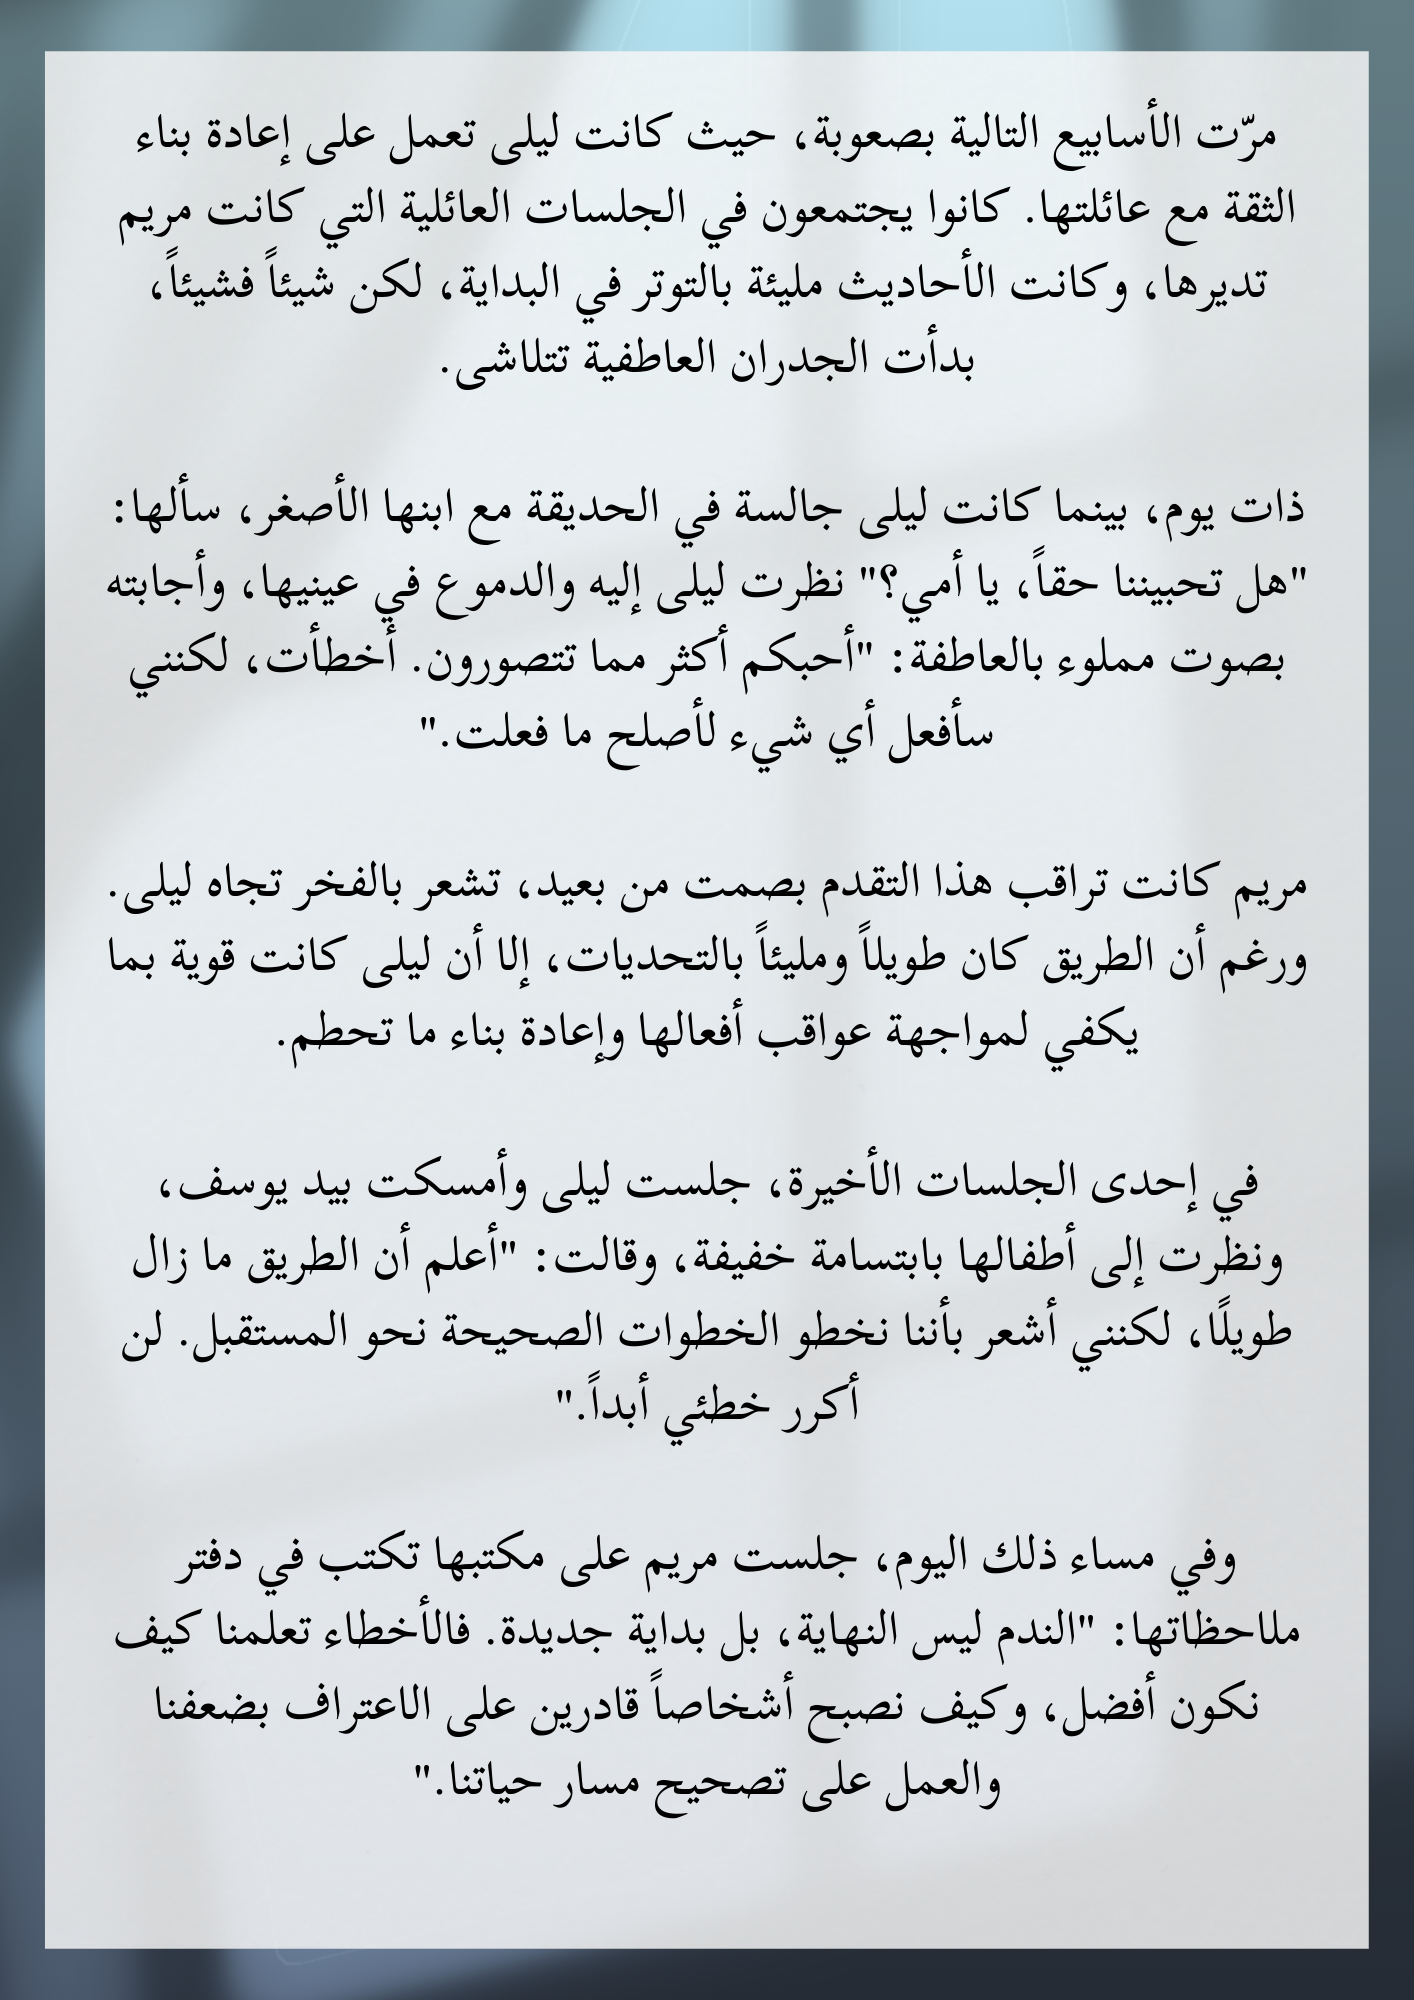 مرّت الأسابيع التالية بصعوبة، حيث كانت ليلى تعمل على إعادة بناء
الثقة مع عائلتها. كانوا يجتمعون في الجلسات العائلية التي كانت مريم
تديرها، وكانت الأحاديث مليئة بالتوتر في البداية، لكن شيئاً فشيئاً،
بدأت الجدران العاطفية تتلاشى.
ذات يوم، بينما كانت ليلى جالسة في الحديقة مع ابنها الأصغر، سألها:
"هل تحبيننا حقاً، يا أمي؟" نظرت ليلى إليه والدموع في عينيها، وأجابته
بصوت مملوء بالعاطفة: "أحبكم أكثر مما تتصورون. أخطأت، لكنني
سأفعل أي شيء لأصلح ما فعلت."
مريم كانت تراقب هذا التقدم بصمت من بعيد، تشعر بالفخر تجاه ليلى.
ورغم أن الطريق كان طويلاً ومليئاً بالتحديات، إلا أن ليلى كانت قوية بما
يكفي لمواجهة عواقب أفعالها وإعادة بناء ما تحطم.
في إحدى الجلسات الأخيرة، جلست ليلى وأمسكت بيد يوسف،
ونظرت إلى أطفالها بابتسامة خفيفة، وقالت: "أعلم أن الطريق ما زال
طويلًا، لكنني أشعر بأننا نخطو الخطوات الصحيحة نحو المستقبل. لن
أكرر خطئي أبداً."
وفي مساء ذلك اليوم، جلست مريم على مكتبها تكتب في دفتر
ملاحظاتها: "الندم ليس النهاية، بل بداية جديدة. فالأخطاء تعلمنا كيف
نكون أفضل، وكيف نصبح أشخاصاً قادرين على الاعتراف بضعفنا
والعمل على تصحيح مسار حياتنا."